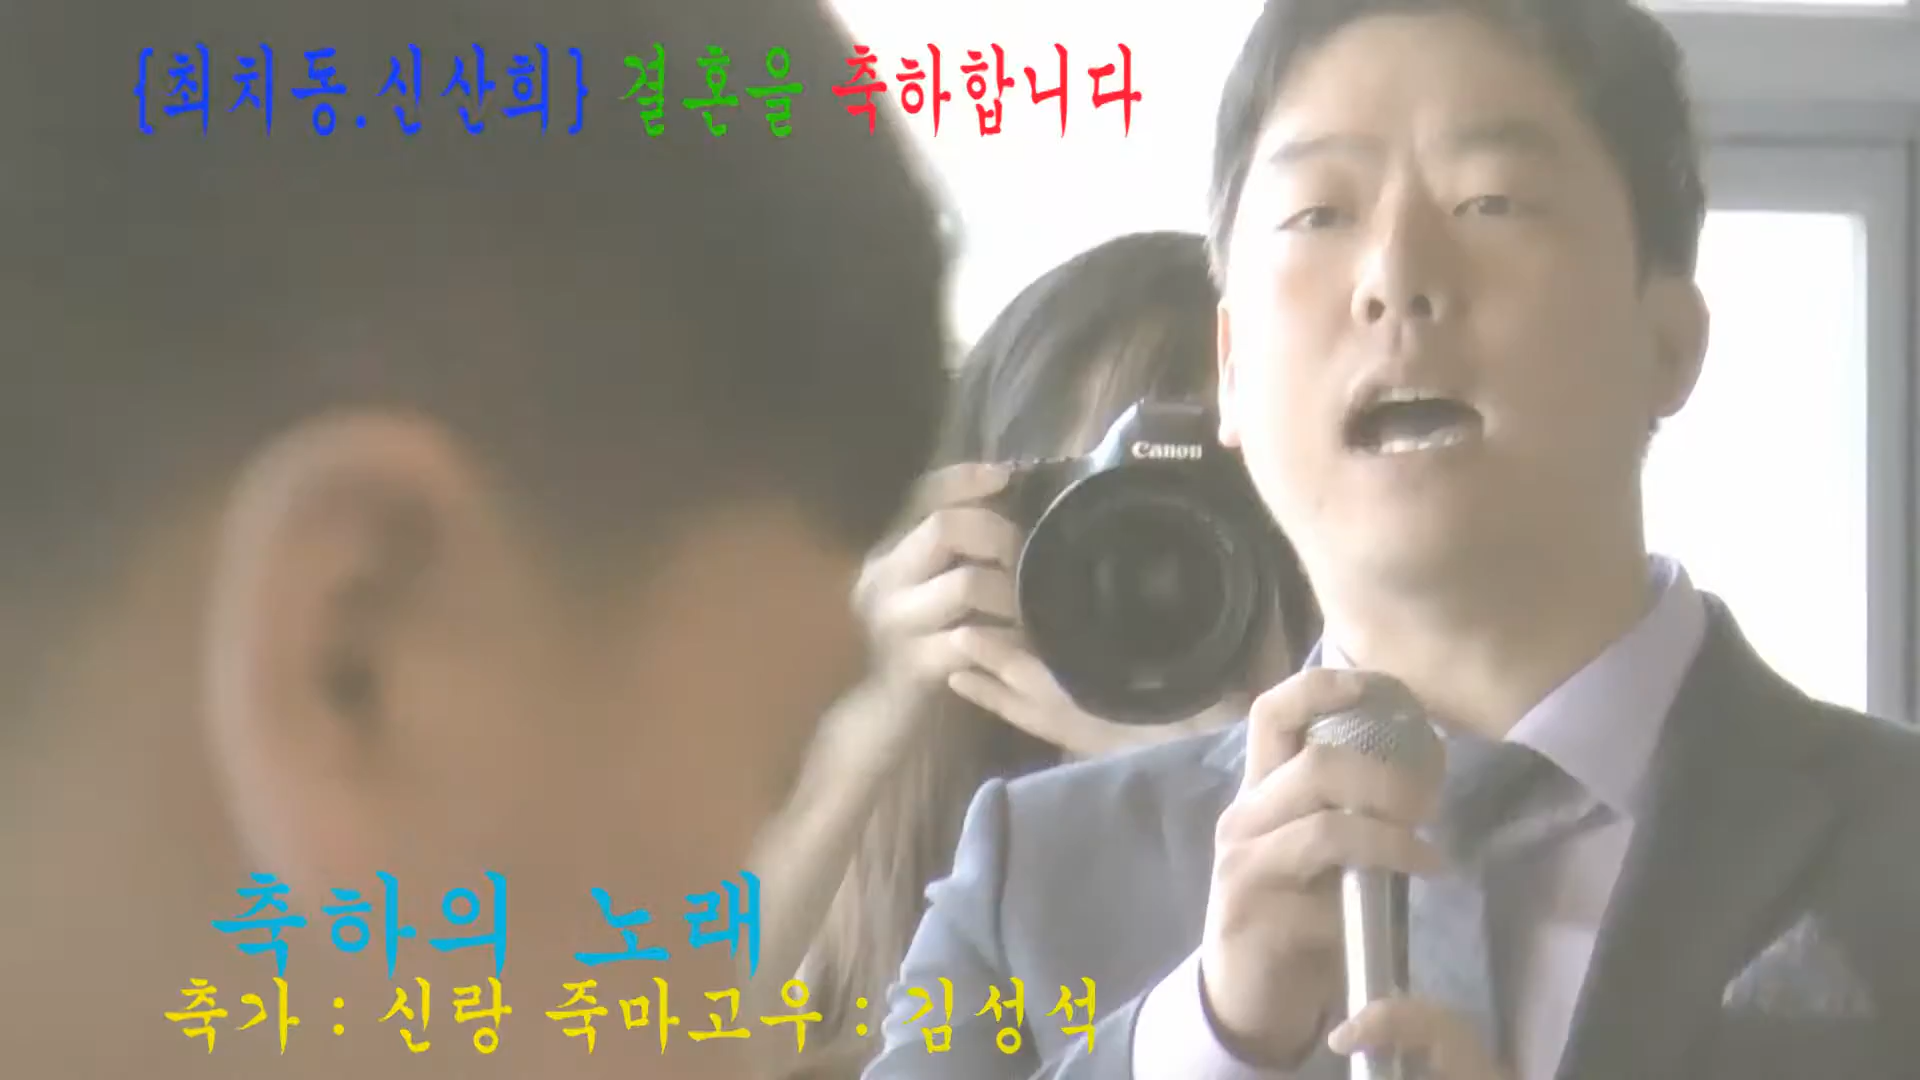 {최치동.신산희} 결혼을 축하합니다
Canon
축하의 노래
축가 : 신랑 죽마고우 : 김성석